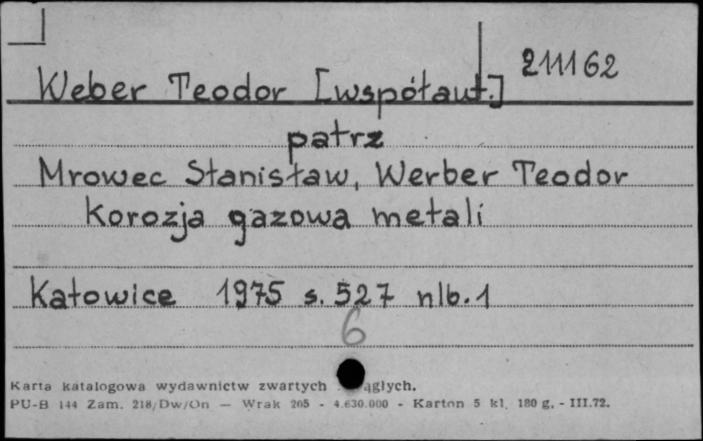 211162
Weber Teodor [współaut.]
patrz
Mrowec Stanisław, Werber Teodor
Korozja gazowa metali
Katowice 1975 s. 527 nlb. 1
6
Karta katalogowa wydawnictw zwartych ągłych.
PU-B 144 Zam. 218/Dw/On — Wrak 205 - 4.630.000 - Karton 5 kl. 180 g. - III.72.